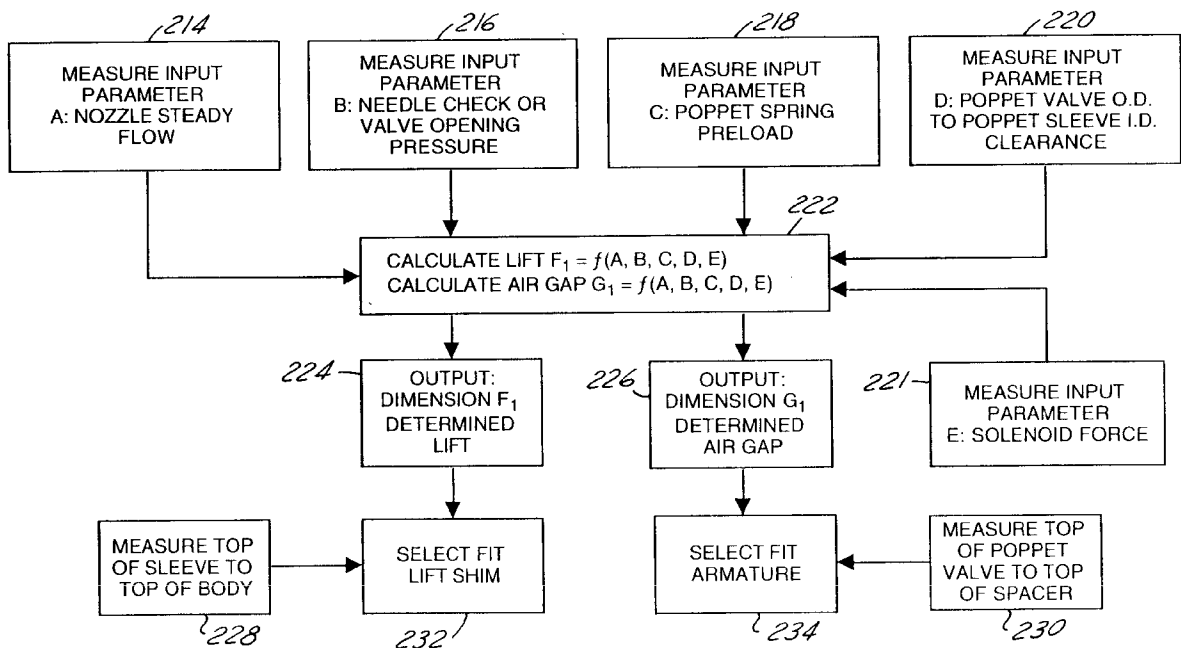 214
216
218
220
MEASURE INPUT
PARAMETER
A: NOZZLE STEADY
FLOW
MEASURE INPUT
PARAMETER
B: NEEDLE CHECK OR
VALVE OPENING
PRESSURE
MEASURE INPUT
PARAMETER
C: POPPET SPRING
PRELOAD
MEASURE INPUT
PARAMETER
D: POPPET VALVE O.D.
TO POPPET SLEEVE I.D.
CLEARANCE
222
CALCULATE LIFT F₁ = f(A, B, C, D, E)
CALCULATE AIR GAP G₁ = f(A, B, C, D, E)
224
OUTPUT:
DIMENSION F₁
DETERMINED
LIFT
226
OUTPUT:
DIMENSION G₁
DETERMINED
AIR GAP
221
MEASURE INPUT
PARAMETER
E: SOLENOID FORCE
MEASURE TOP
OF SLEEVE TO
TOP OF BODY
SELECT FIT
LIFT SHIM
SELECT FIT
ARMATURE
MEASURE TOP
OF POPPET
VALVE TO TOP
OF SPACER
228
232
234
230